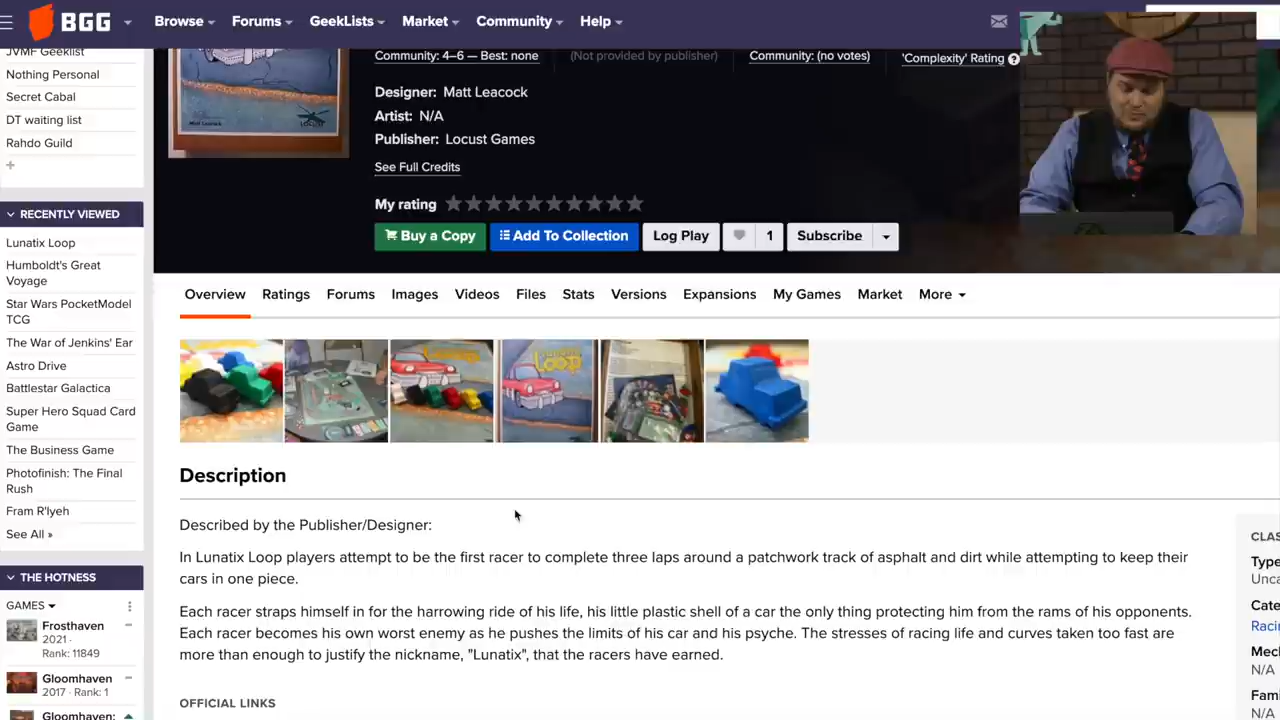 BGG
Browse
Forums
GeekLists
Market
Community
Help
JVMF Geeklist
Nothing Personal
Secret Cabal
DT waiting list
Rahdo Guild
+
RECENTLY VIEWED
Lunatix Loop
Humboldt's Great
Voyage
Star Wars PocketModel
TCG
The War of Jenkins' Ear
Astro Drive
Battlestar Galactica
Super Hero Squad Card
Game
The Business Game
Photofinish: The Final
Rush
Fram R'lyeh
See All »
THE HOTNESS
GAMES
Frosthaven
2021 ·
Rank: 11849
Gloomhaven
2017 · Rank: 1
Gloomhaven:
Community: 4–6 — Best: none
(Not provided by publisher)
Community: (no votes)
'Complexity' Rating ?
Designer: Matt Leacock
Artist: N/A
Publisher: Locust Games
See Full Credits
My rating
Buy a Copy
Add To Collection
Log Play
1
Subscribe
Overview
Ratings
Forums
Images
Videos
Files
Stats
Versions
Expansions
My Games
Market
More
Loop
Description
Described by the Publisher/Designer:
In Lunatix Loop players attempt to be the first racer to complete three laps around a patchwork track of asphalt and dirt while attempting to keep their
cars in one piece.
Each racer straps himself in for the harrowing ride of his life, his little plastic shell of a car the only thing protecting him from the rams of his opponents.
Each racer becomes his own worst enemy as he pushes the limits of his car and his psyche. The stresses of racing life and curves taken too fast are
more than enough to justify the nickname, "Lunatix", that the racers have earned.
OFFICIAL LINKS
CLAS
Type
Unca
Cate
Racin
Mec
N/A
Fami
N/A